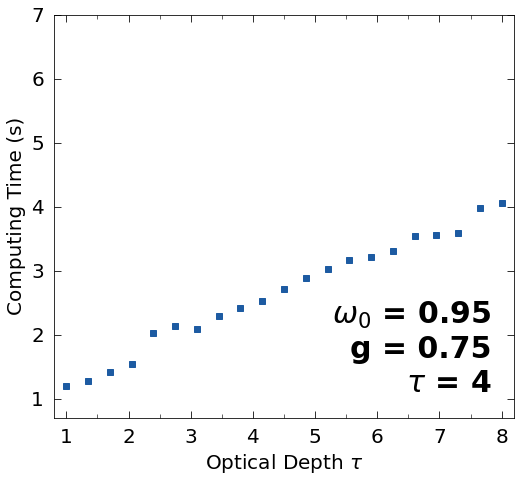 7
6
5
4
3
2
1
Computing Time (s)
ω₀ = 0.95
g = 0.75
τ = 4
1 2 3 4 5 6 7 8
Optical Depth τ